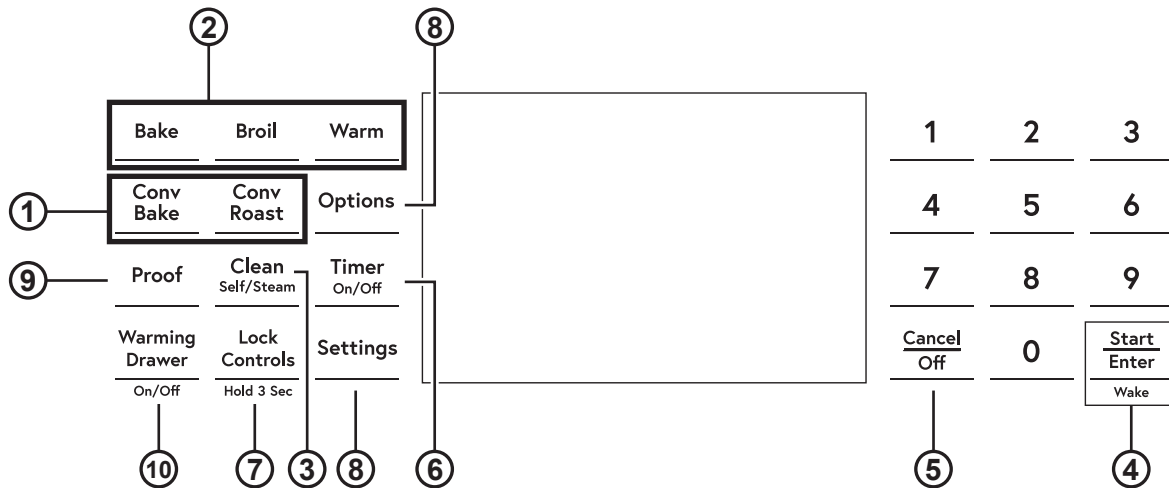 2 8
Bake Broil Warm 1 2 3
1 Conv Bake Conv Roast Options 4 5 6
9 Proof Clean Self/Steam Timer On/Off 7 8 9
Warming Drawer Lock Controls Settings Cancel Off 0 Start Enter
On/Off Hold 3 Sec Wake
10 7 3 8 6 5 4